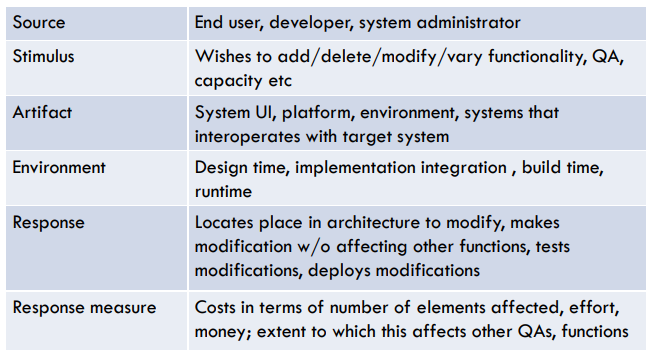 Source
End user, developer, system administrator
Stimulus
Wishes to add/delete/modify/vary functionality, QA,
capacity etc
Artifact
System UI, platform, environment, systems that
interoperates with target system
Environment
Design time, implementation integration , build time,
runtime
Response
Locates place in architecture to modify, makes
modification w/o affecting other functions, tests
modifications, deploys modifications
Response measure
Costs in terms of number of elements affected, effort,
money; extent to which this affects other QAs, functions